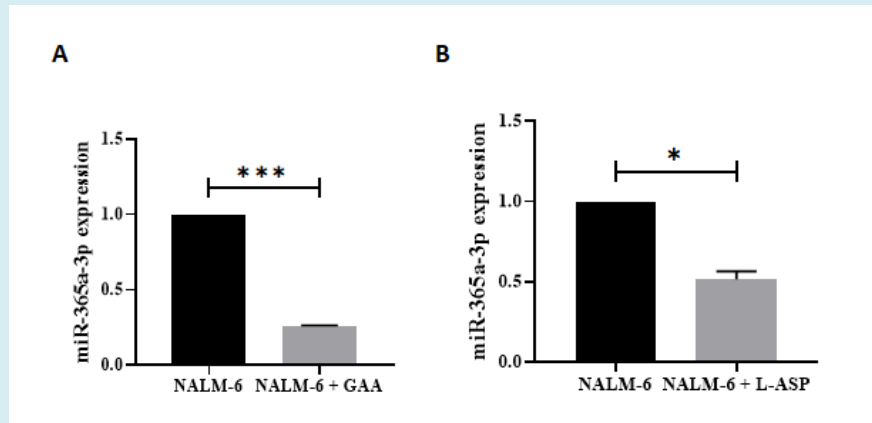 A
miR-365a-3p expression
1.5
1.0
0.5
0.0
***
NALM-6
NALM-6 + GAA
B
miR-365a-3p expression
1.5
1.0
0.5
0.0
*
NALM-6
NALM-6 + L-ASP